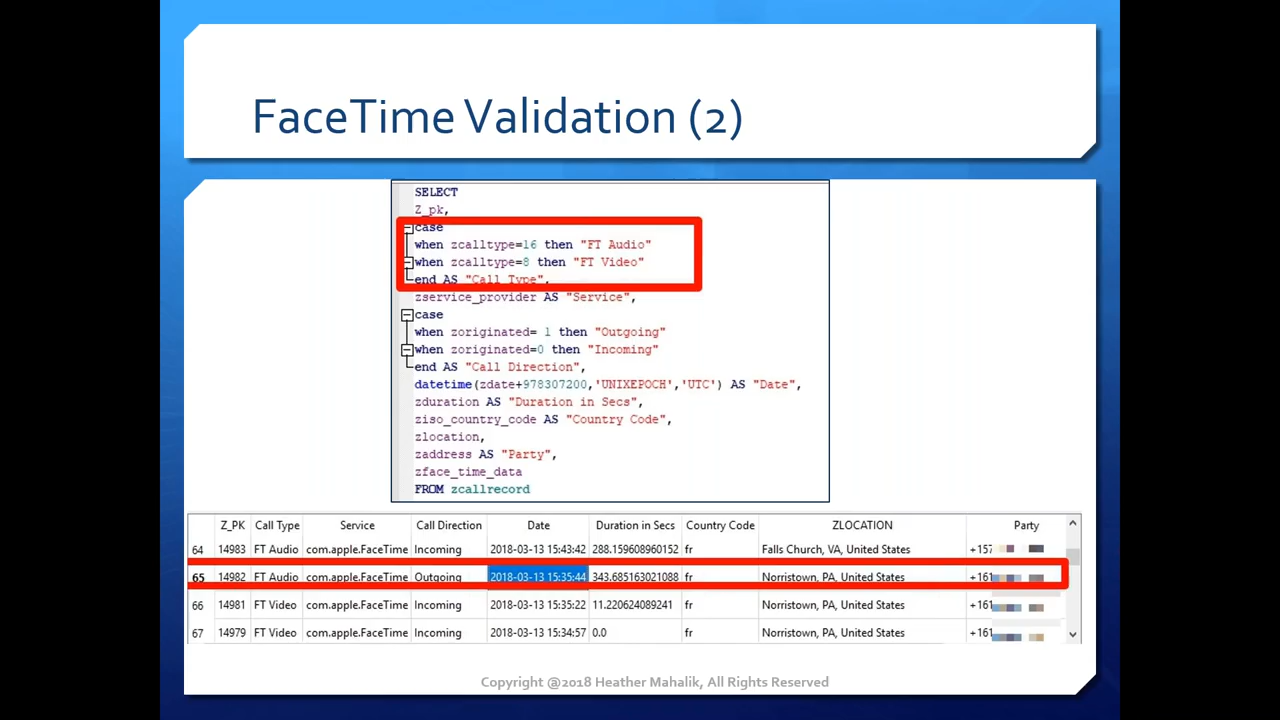 FaceTime Validation (2)
SELECT
Z_pk,
case
when zcalltype=16 then "FT Audio"
when zcalltype=8 then "FT Video"
end AS "Call Type",
zservice_provider AS "Service",
case
when zoriginated= 1 then "Outgoing"
when zoriginated=0 then "Incoming"
end AS "Call Direction",
datetime(zdate+978307200,'UNIXEPOCH','UTC') AS "Date",
zduration AS "Duration in Secs",
ziso_country_code AS "Country Code",
zlocation,
zaddress AS "Party",
zface_time_data
FROM zcallrecord
Z_PK Call Type Service Call Direction Date Duration in Secs Country Code ZLOCATION Party
64 14983 FT Audio com.apple.FaceTime Incoming 2018-03-13 15:43:42 288.159608960152 fr Falls Church, VA, United States +157
65 14982 FT Audio com.apple.FaceTime Outgoing 2018-03-13 15:35:44 343.685163021088 fr Norristown, PA, United States +161
66 14981 FT Video com.apple.FaceTime Incoming 2018-03-13 15:35:22 11.220624089241 fr Norristown, PA, United States +161
67 14979 FT Video com.apple.FaceTime Incoming 2018-03-13 15:34:57 0.0 fr Norristown, PA, United States +161
Copyright @2018 Heather Mahalik, All Rights Reserved